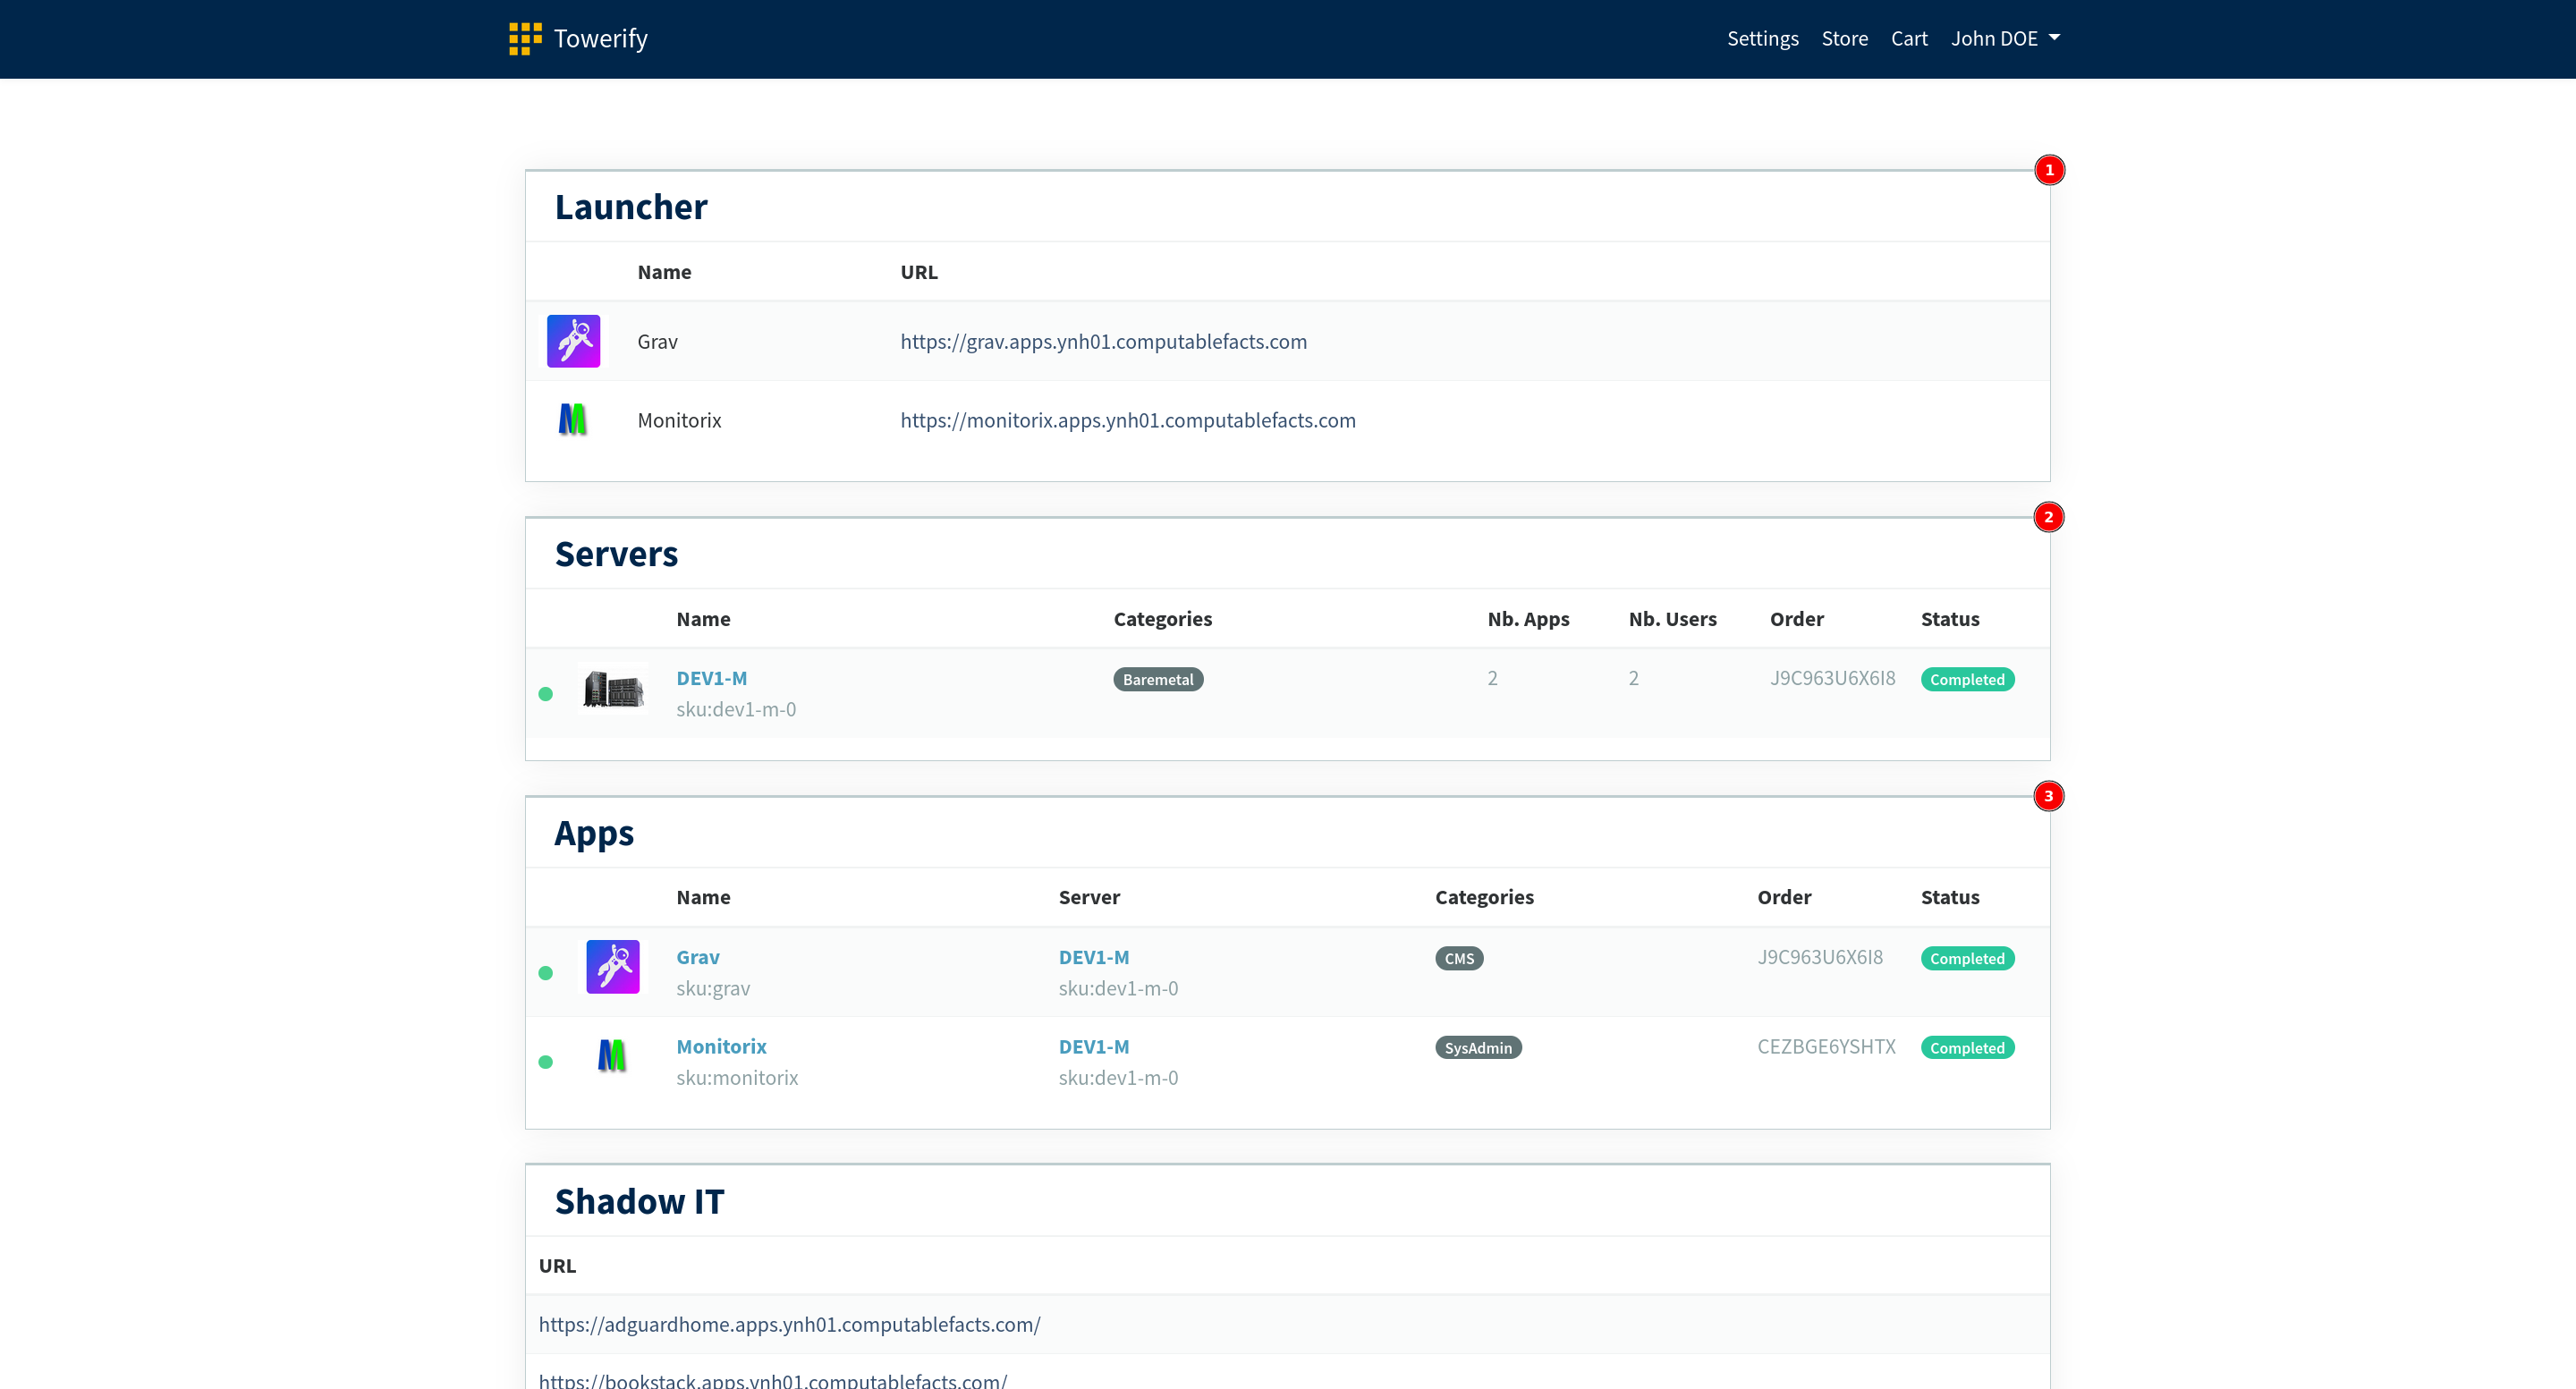 Towerify
Settings Store Cart John DOE
1
Launcher
Name URL
Grav https://grav.apps.ynh01.computablefacts.com
Monitorix https://monitorix.apps.ynh01.computablefacts.com
2
Servers
Name Categories Nb. Apps Nb. Users Order Status
DEV1-M Baremetal 2 2 J9C963U6X6I8 Completed
sku:dev1-m-0
3
Apps
Name Server Categories Order Status
Grav DEV1-M CMS J9C963U6X6I8 Completed
sku:grav sku:dev1-m-0
Monitorix DEV1-M SysAdmin CEZBGE6YSHTX Completed
sku:monitorix sku:dev1-m-0
Shadow IT
URL
https://adguardhome.apps.ynh01.computablefacts.com/
https://bookstack.apps.ynh01.computablefacts.com/